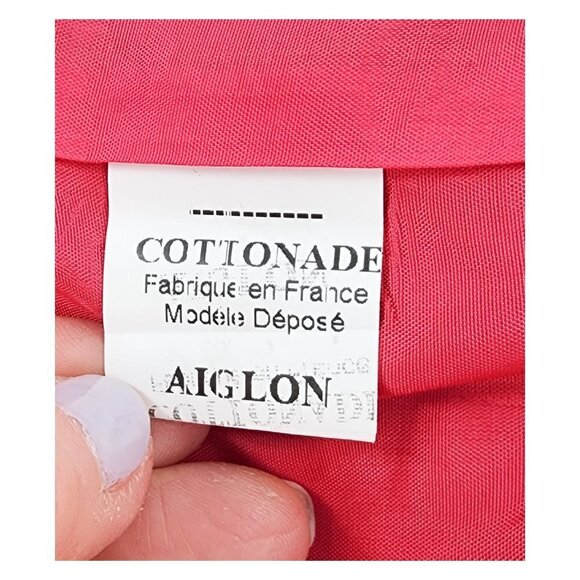 COTTONADE
Fabrique en France
Modèle Déposé
AIGLON